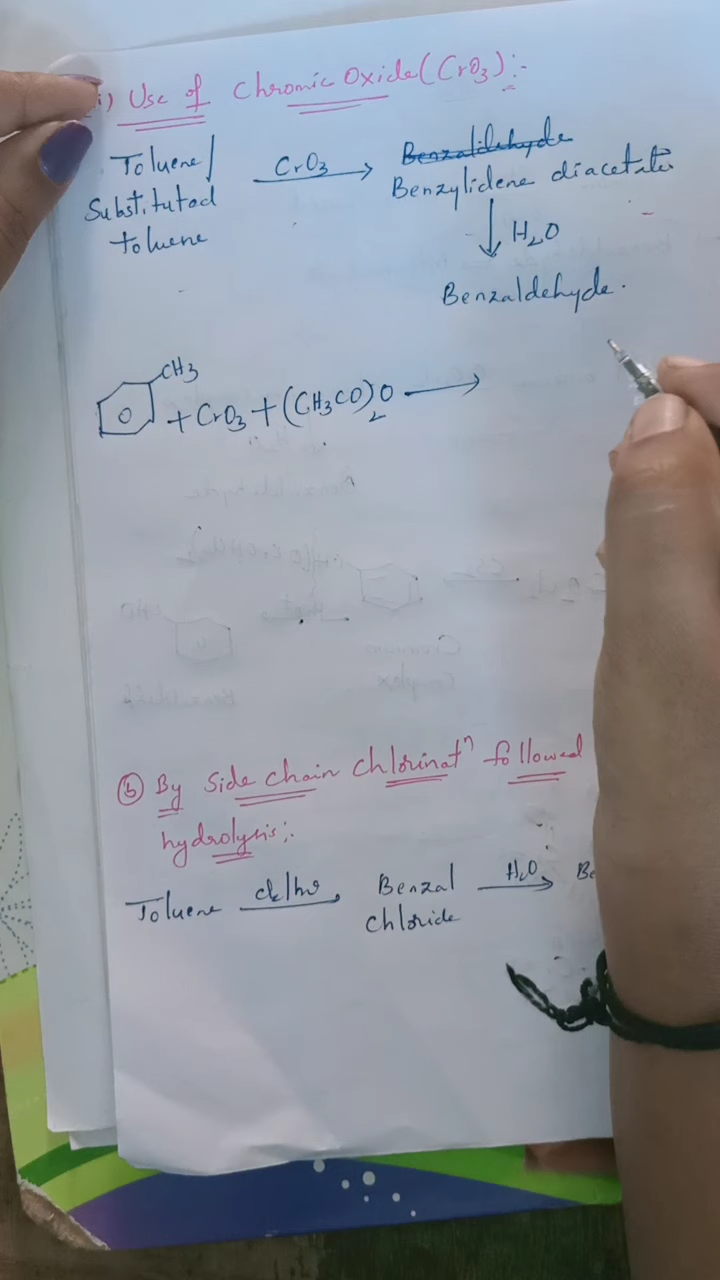 i) Use of Chromic Oxide (CrO3):-
Toluene/
Substituted
toluene
CrO3
Benzaldehyde
Benzylidene diacetate
H2O
Benzaldehyde.
CH3
+ CrO3 + (CH3CO)2O
(b) By Side chain Chlorinatn followed
hydrolysis:.
Toluene Cl2/hν Benzal H2O
chloride